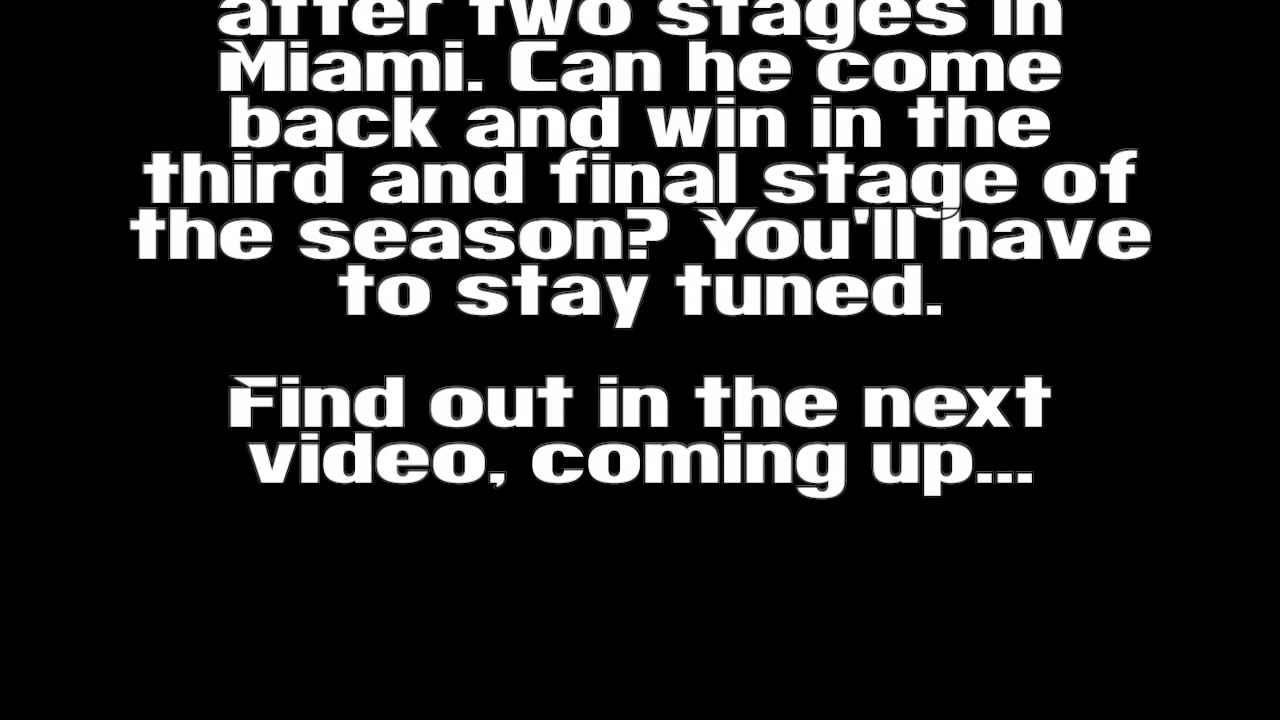 after two stages in
Miami. Can he come
back and win in the
third and final stage of
the season? You'll have
to stay tuned.
Find out in the next
video, coming up...